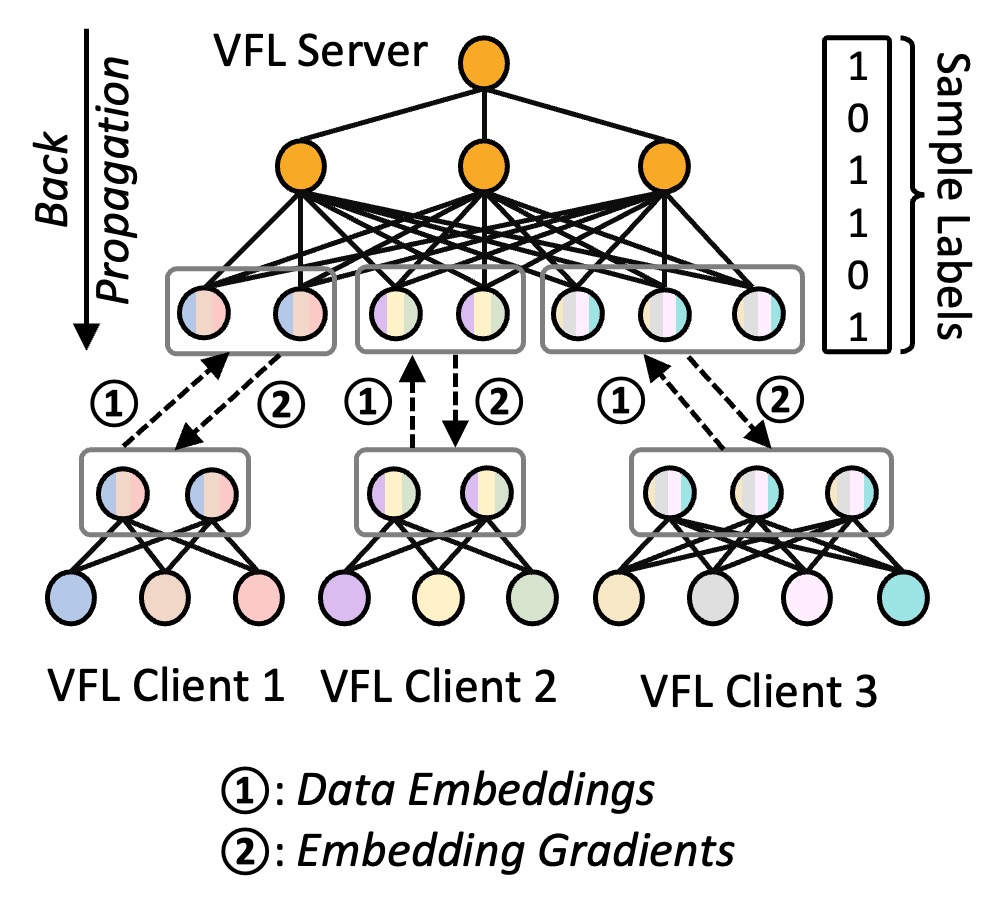 VFL Server
Back
Propagation
1
0
1
1
0
1
Sample Labels
① ② ① ② ① ②
VFL Client 1 VFL Client 2 VFL Client 3
①: Data Embeddings
②: Embedding Gradients